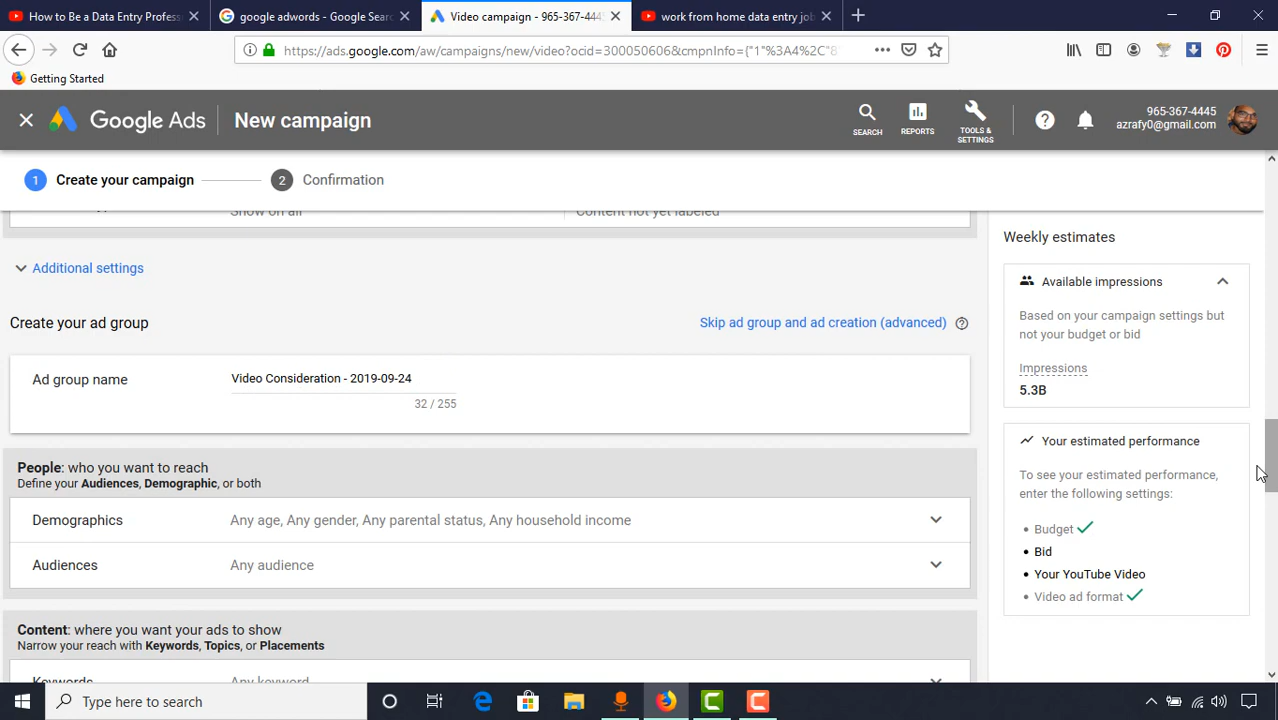 How to Be a Data Entry Profess
google adwords - Google Sear
Video campaign - 965-367-444
work from home data entry job
https://ads.google.com/aw/campaigns/new/video?ocid=300050606&cmpnInfo={"1"%3A4%2C"8
Getting Started
Google Ads
New campaign
SEARCH
REPORTS
TOOLS & SETTINGS
965-367-4445
azrafy0@gmail.com
1 Create your campaign
2 Confirmation
Show on all
Content not yet labeled
Additional settings
Create your ad group
Skip ad group and ad creation (advanced)
Ad group name
Video Consideration - 2019-09-24
32 / 255
People: who you want to reach
Define your Audiences, Demographic, or both
Demographics
Any age, Any gender, Any parental status, Any household income
Audiences
Any audience
Content: where you want your ads to show
Narrow your reach with Keywords, Topics, or Placements
Keywords
Any keyword
Weekly estimates
Available impressions
Based on your campaign settings but
not your budget or bid
Impressions
5.3B
Your estimated performance
To see your estimated performance,
enter the following settings:
• Budget
• Bid
• Your YouTube Video
• Video ad format
Type here to search